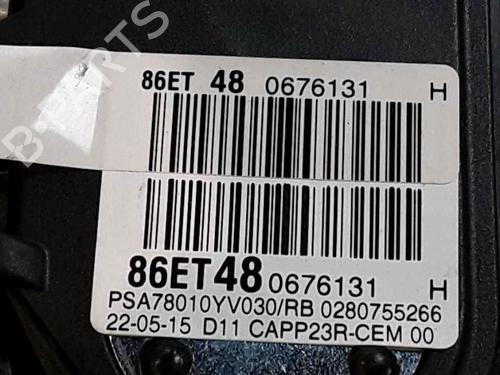 86ET 48 0676131 H
86ET48 0676131 H
PSA78010YV030/RB 0280755266
22-05-15 D11 CAPP23R-CEM 00